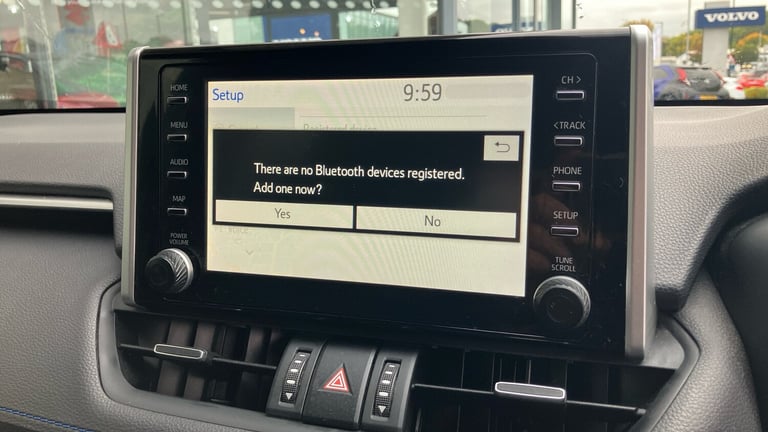 VOLVO
HOME
MENU
AUDIO
MAP
POWER
VOLUME
Setup
9:59
There are no Bluetooth devices registered.
Add one now?
Yes
No
CH >
< TRACK
PHONE
SETUP
TUNE
SCROLL